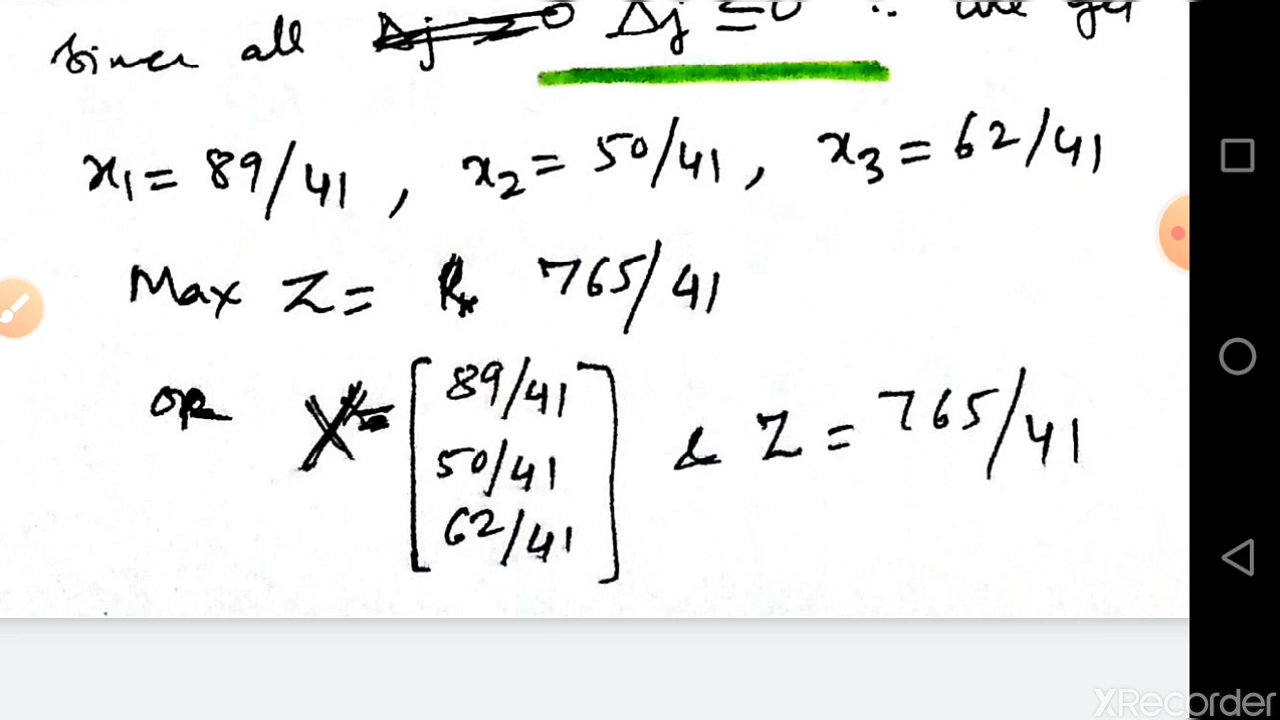 Since all Δj ≤ 0 ∴ we get
x₁ = 89/41 , x₂ = 50/41 , x₃ = 62/41
Max Z = 765/41
or X = [89/41
50/41
62/41] & Z = 765/41
XRecorder